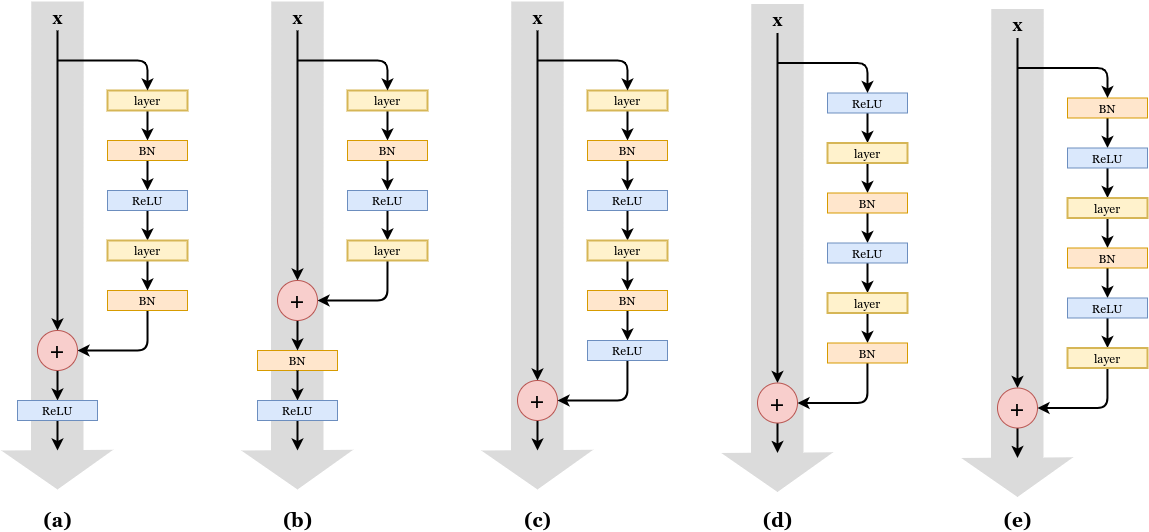 x
layer
BN
ReLU
layer
BN
+
ReLU
(a)
x
layer
BN
ReLU
layer
+
BN
ReLU
(b)
x
layer
BN
ReLU
layer
BN
ReLU
+
(c)
x
ReLU
layer
BN
ReLU
layer
BN
+
(d)
x
BN
ReLU
layer
BN
ReLU
layer
+
(e)